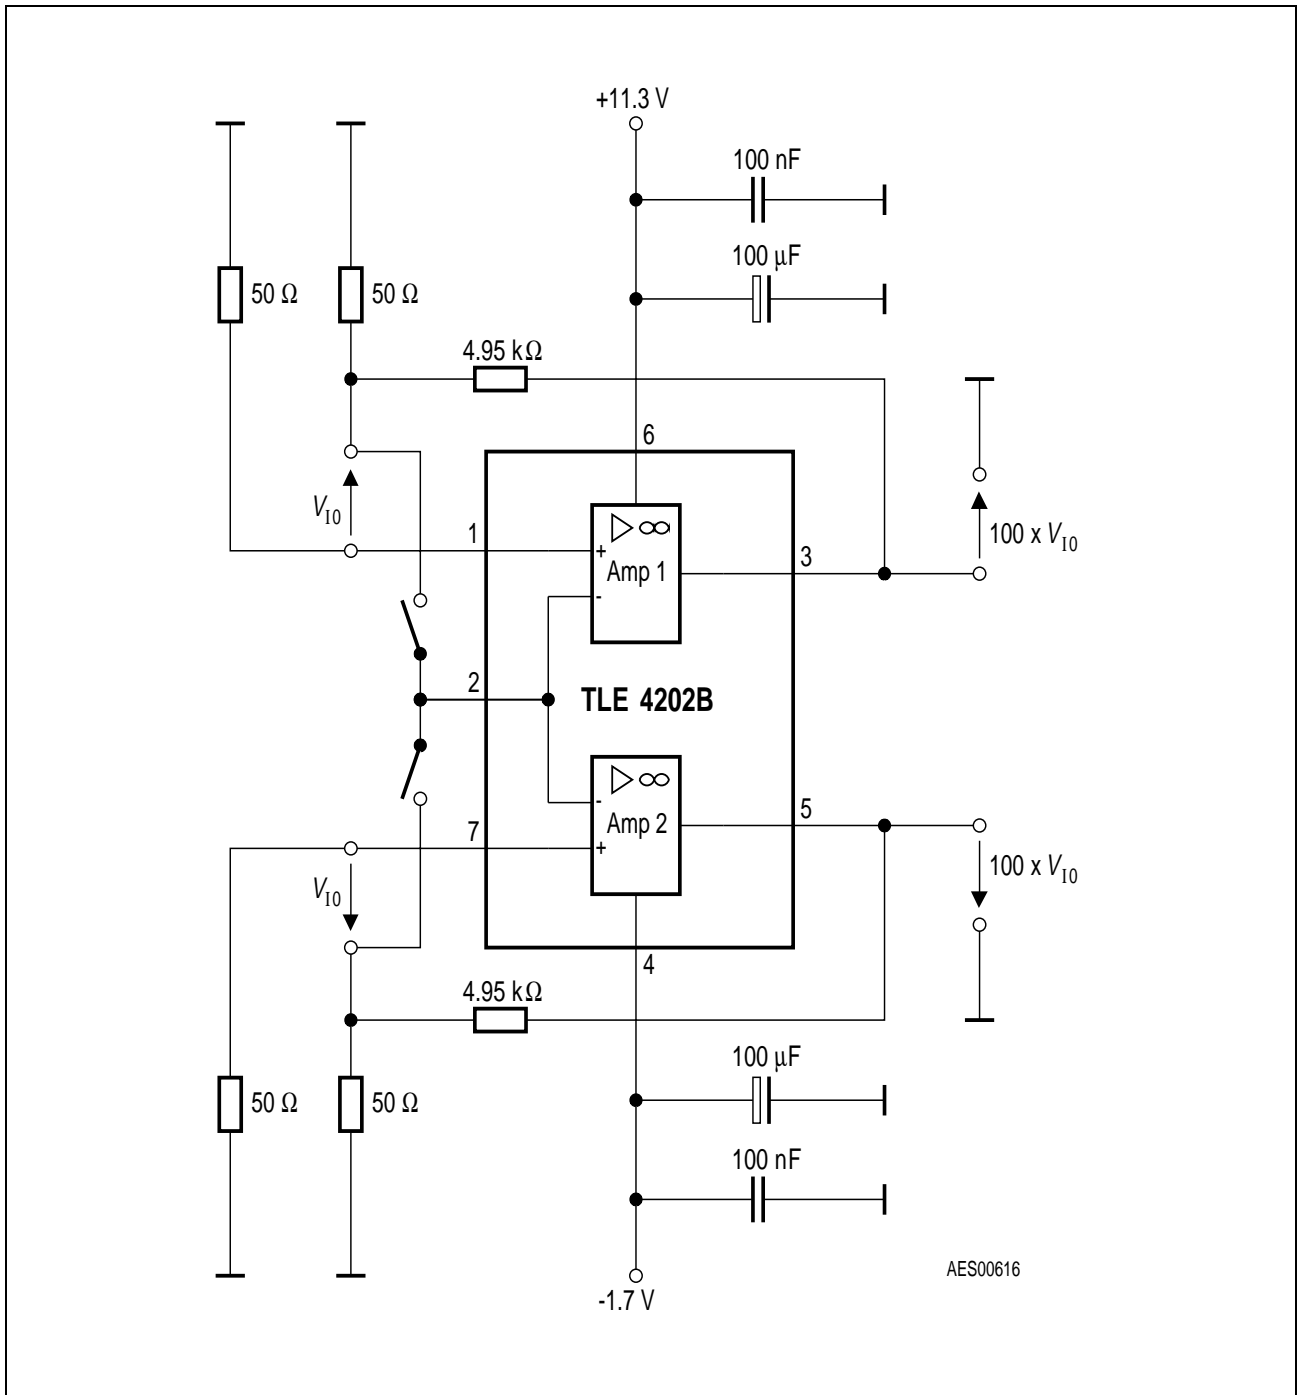 +11.3 V
100 nF
100 μF
50 Ω
50 Ω
4.95 kΩ
6
V_I0
1
+
▷ ∞
Amp 1
-
3
100 x V_I0
2
TLE 4202B
▷ ∞
-
Amp 2
+
7
5
100 x V_I0
V_I0
4
4.95 kΩ
100 μF
50 Ω
50 Ω
100 nF
AES00616
-1.7 V